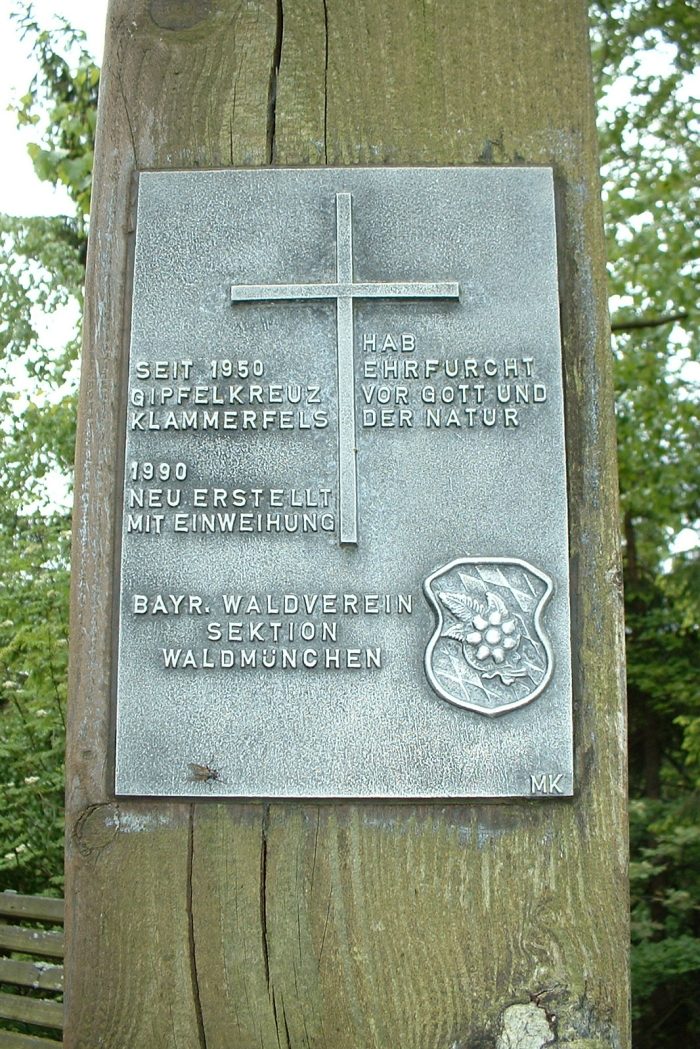 SEIT 1950
GIPFELKREUZ
KLAMMERFELS
HAB
EHRFURCHT
VOR GOTT UND
DER NATUR
1990
NEU ERSTELLT
MIT EINWEIHUNG
BAYR. WALDVEREIN
SEKTION
WALDMÜNCHEN
MK